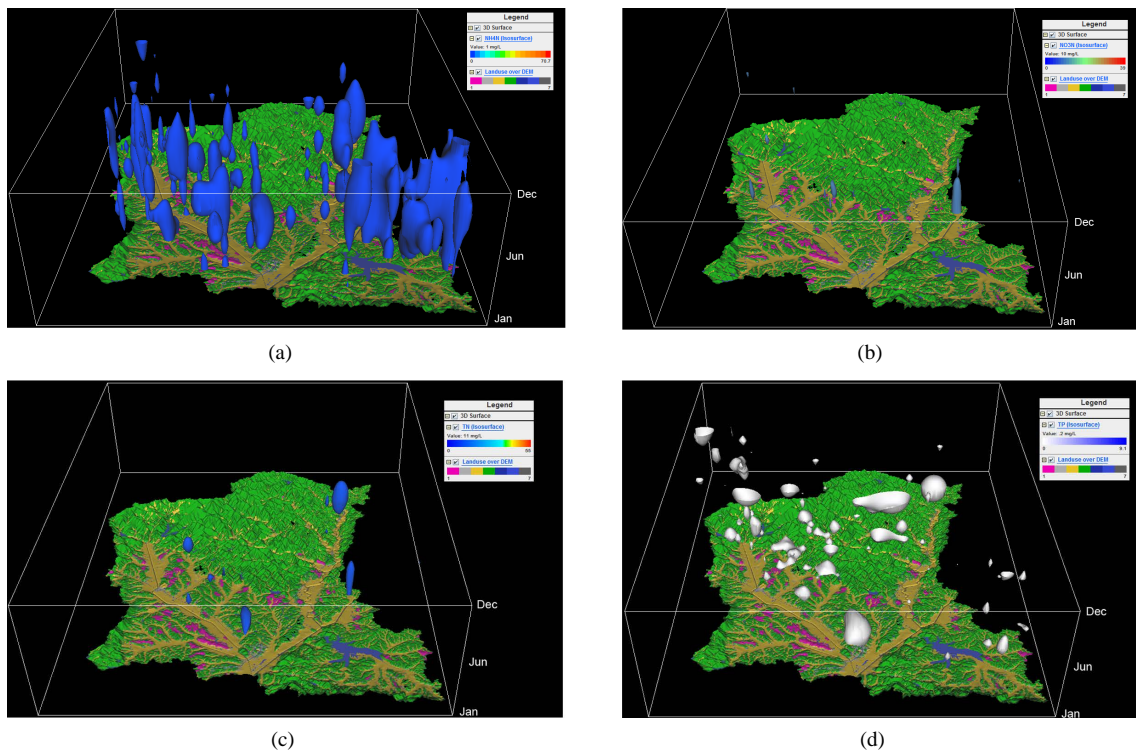 Legend
3D Surface
NH4N (Isosurface)
Value: 1 mg/L
0 70.7
Landuse over DEM
1 7
Dec
Jun
Jan
(a)
Legend
3D Surface
NO3N (Isosurface)
Value: 10 mg/L
0 39
Landuse over DEM
1 7
Dec
Jun
Jan
(b)
Legend
3D Surface
TN (Isosurface)
Value: 11 mg/L
0 55
Landuse over DEM
1 7
Dec
Jun
Jan
(c)
Legend
3D Surface
TP (Isosurface)
Value: .2 mg/L
0 9.1
Landuse over DEM
1 7
Dec
Jun
Jan
(d)